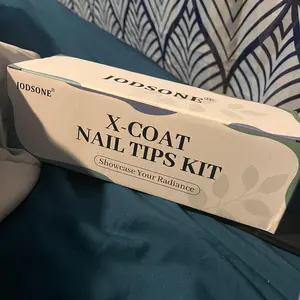 JODSONE®
JODSONE®
X-COAT
NAIL TIPS KIT
Showcase Your Radiance